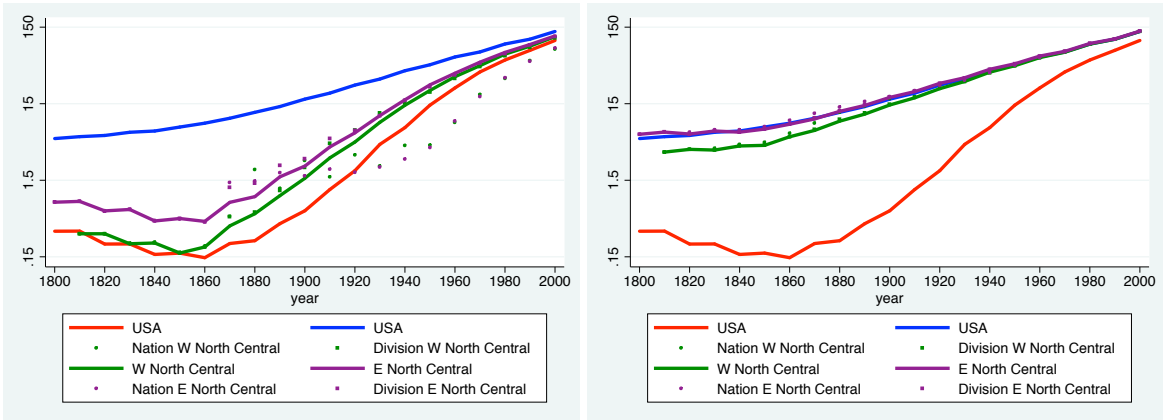 150
15
1.5
.15
1800 1820 1840 1860 1880 1900 1920 1940 1960 1980 2000
year
USA USA
Nation W North Central Division W North Central
W North Central E North Central
Nation E North Central Division E North Central
150
15
1.5
.15
1800 1820 1840 1860 1880 1900 1920 1940 1960 1980 2000
year
USA USA
Nation W North Central Division W North Central
W North Central E North Central
Nation E North Central Division E North Central